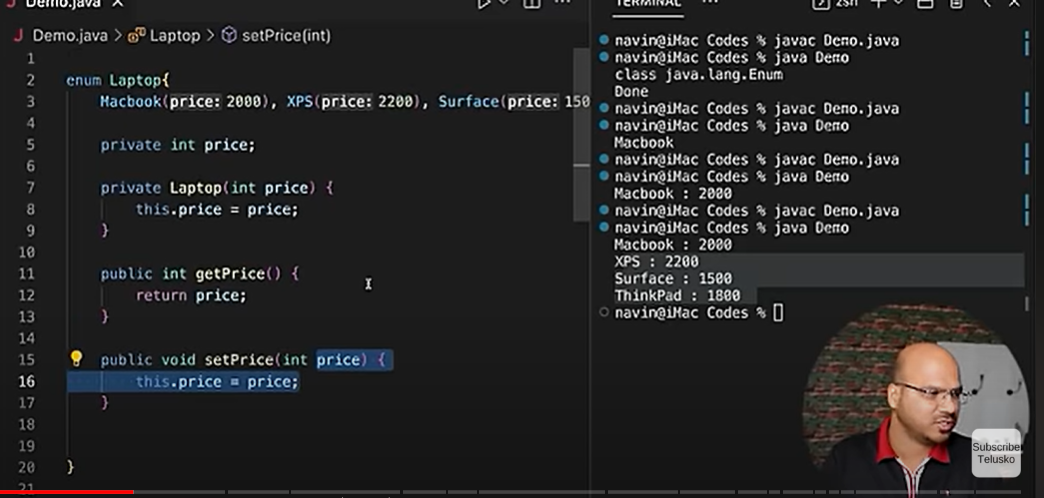 Demo.java
Demo.java > Laptop > setPrice(int)
1
2 enum Laptop{
3 Macbook(price: 2000), XPS(price: 2200), Surface(price: 150
4
5 private int price;
6
7 private Laptop(int price) {
8 this.price = price;
9 }
10
11 public int getPrice() {
12 return price;
13 }
14
15 public void setPrice(int price) {
16 this.price = price;
17 }
18
19
20 }
21
TERMINAL ... zsh
navin@iMac Codes % javac Demo.java
navin@iMac Codes % java Demo
class java.lang.Enum
Done
navin@iMac Codes % javac Demo.java
navin@iMac Codes % java Demo
Macbook
navin@iMac Codes % javac Demo.java
navin@iMac Codes % java Demo
Macbook : 2000
navin@iMac Codes % javac Demo.java
navin@iMac Codes % java Demo
Macbook : 2000
XPS : 2200
Surface : 1500
ThinkPad : 1800
navin@iMac Codes %
Subscribe
Telusko